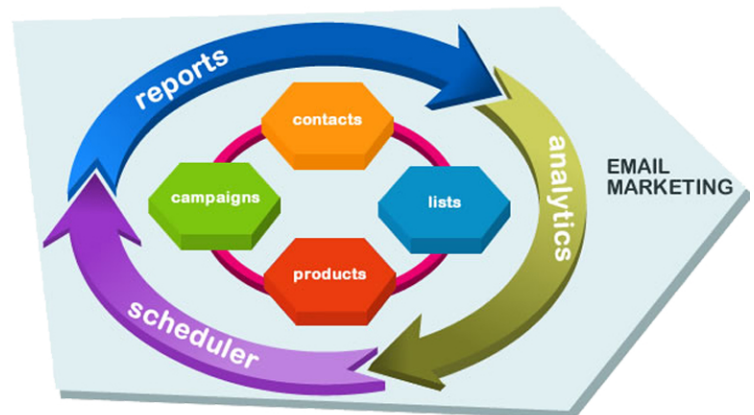 reports
contacts
analytics
EMAIL
MARKETING
campaigns
lists
products
scheduler